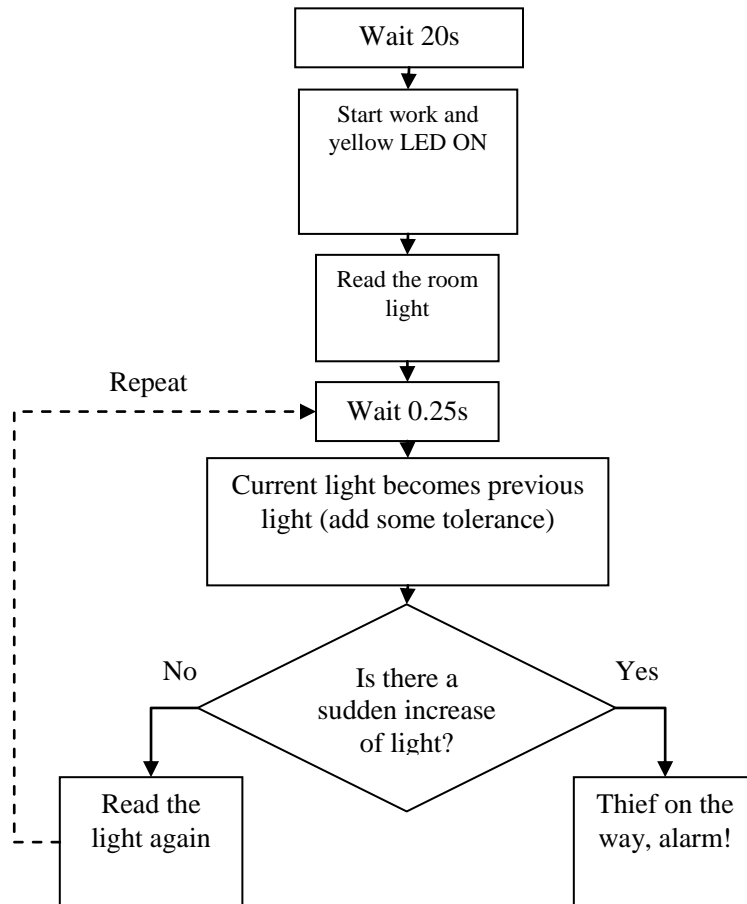 Wait 20s
Start work and
yellow LED ON
Read the room
light
Repeat
Wait 0.25s
Current light becomes previous
light (add some tolerance)
No
Yes
Is there a
sudden increase
of light?
Read the
light again
Thief on the
way, alarm!